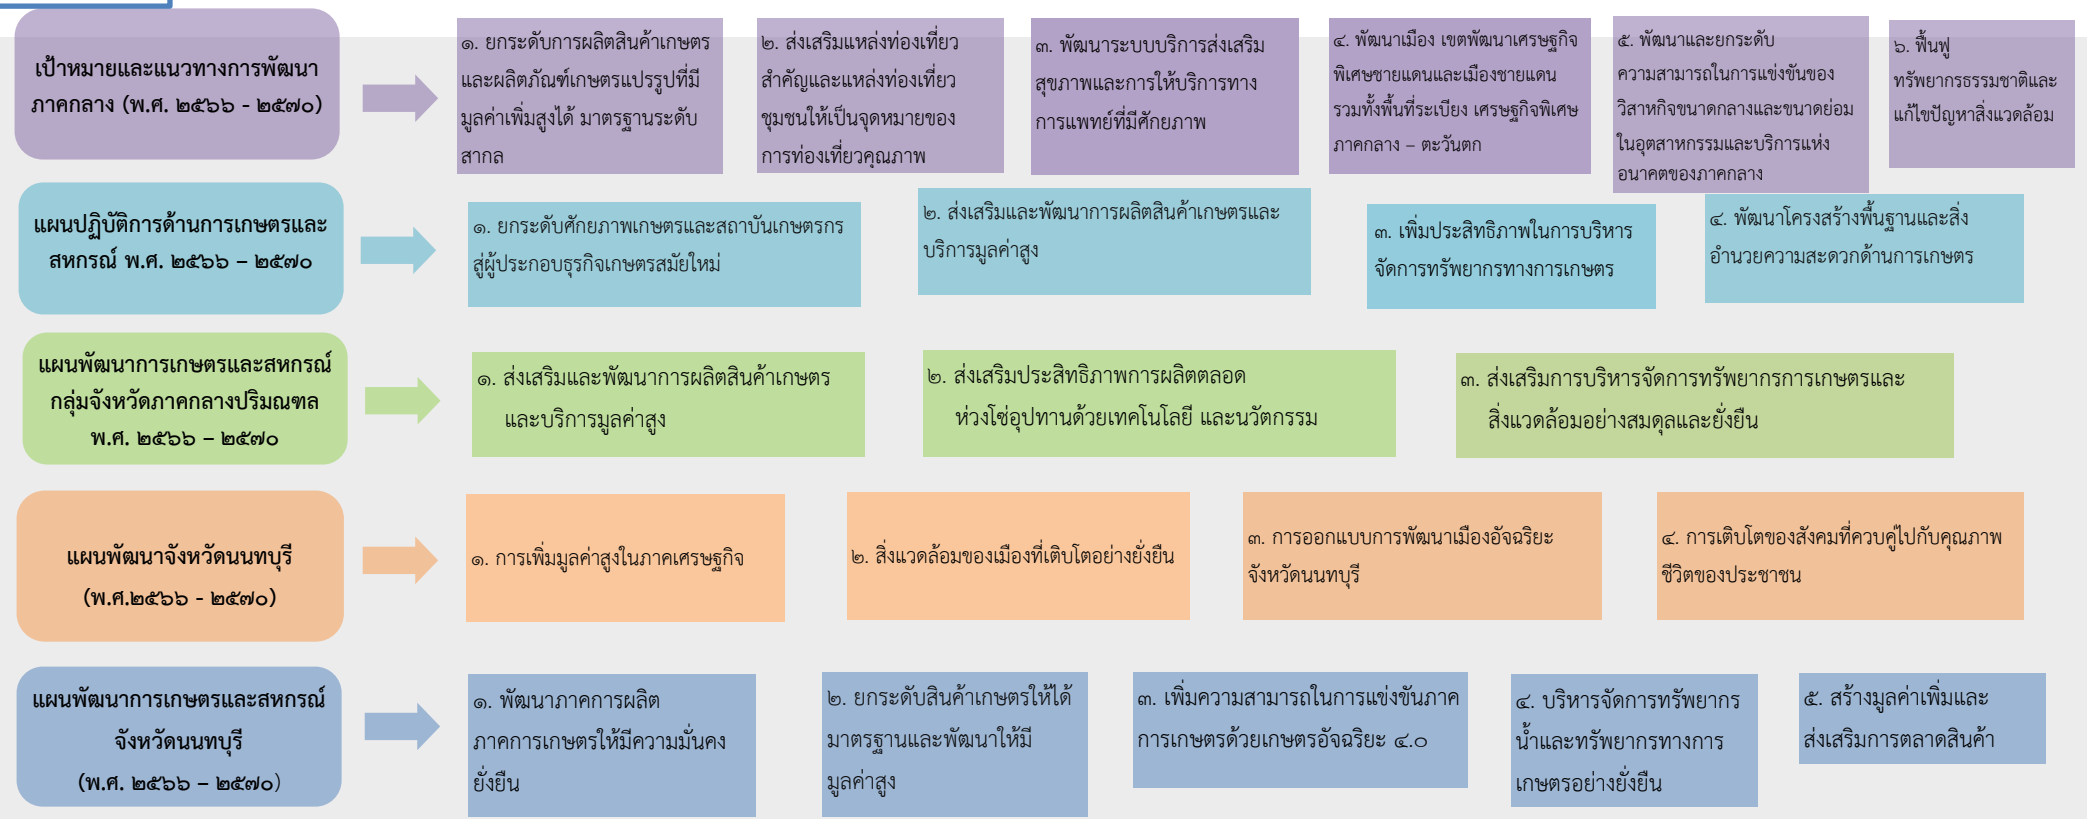 เป้าหมายและแนวทางการพัฒนา
ภาคกลาง (พ.ศ. ๒๕๖๖ - ๒๕๗๐)
๑. ยกระดับการผลิตสินค้าเกษตร
และผลิตภัณฑ์เกษตรแปรรูปที่มี
มูลค่าเพิ่มสูงได้ มาตรฐานระดับ
สากล
๒. ส่งเสริมแหล่งท่องเที่ยว
สำคัญและแหล่งท่องเที่ยว
ชุมชนให้เป็นจุดหมายของ
การท่องเที่ยวคุณภาพ
๓. พัฒนาระบบบริการส่งเสริม
สุขภาพและการให้บริการทาง
การแพทย์ที่มีศักยภาพ
๔. พัฒนาเมือง เขตพัฒนาเศรษฐกิจ
พิเศษชายแดนและเมืองชายแดน
รวมทั้งพื้นที่ระเบียง เศรษฐกิจพิเศษ
ภาคกลาง – ตะวันตก
๕. พัฒนาและยกระดับ
ความสามารถในการแข่งขันของ
วิสาหกิจขนาดกลางและขนาดย่อม
ในอุตสาหกรรมและบริการแห่ง
อนาคตของภาคกลาง
๖. ฟื้นฟู
ทรัพยากรธรรมชาติและ
แก้ไขปัญหาสิ่งแวดล้อม
แผนปฏิบัติการด้านการเกษตรและ
สหกรณ์ พ.ศ. ๒๕๖๖ – ๒๕๗๐
๑. ยกระดับศักยภาพเกษตรและสถาบันเกษตรกร
สู่ผู้ประกอบธุรกิจเกษตรสมัยใหม่
๒. ส่งเสริมและพัฒนาการผลิตสินค้าเกษตรและ
บริการมูลค่าสูง
๓. เพิ่มประสิทธิภาพในการบริหาร
จัดการทรัพยากรทางการเกษตร
๔. พัฒนาโครงสร้างพื้นฐานและสิ่ง
อำนวยความสะดวกด้านการเกษตร
แผนพัฒนาการเกษตรและสหกรณ์
กลุ่มจังหวัดภาคกลางปริมณฑล
พ.ศ. ๒๕๖๖ – ๒๕๗๐
๑. ส่งเสริมและพัฒนาการผลิตสินค้าเกษตร
และบริการมูลค่าสูง
๒. ส่งเสริมประสิทธิภาพการผลิตตลอด
ห่วงโซ่อุปทานด้วยเทคโนโลยี และนวัตกรรม
๓. ส่งเสริมการบริหารจัดการทรัพยากรการเกษตรและ
สิ่งแวดล้อมอย่างสมดุลและยั่งยืน
แผนพัฒนาจังหวัดนนทบุรี
(พ.ศ.๒๕๖๖ - ๒๕๗๐)
๑. การเพิ่มมูลค่าสูงในภาคเศรษฐกิจ
๒. สิ่งแวดล้อมของเมืองที่เติบโตอย่างยั่งยืน
๓. การออกแบบการพัฒนาเมืองอัจฉริยะ
จังหวัดนนทบุรี
๔. การเติบโตของสังคมที่ควบคู่ไปกับคุณภาพ
ชีวิตของประชาชน
แผนพัฒนาการเกษตรและสหกรณ์
จังหวัดนนทบุรี
(พ.ศ. ๒๕๖๖ – ๒๕๗๐)
๑. พัฒนาภาคการผลิต
ภาคการเกษตรให้มีความมั่นคง
ยั่งยืน
๒. ยกระดับสินค้าเกษตรให้ได้
มาตรฐานและพัฒนาให้มี
มูลค่าสูง
๓. เพิ่มความสามารถในการแข่งขันภาค
การเกษตรด้วยเกษตรอัจฉริยะ ๔.๐
๔. บริหารจัดการทรัพยากร
น้ำและทรัพยากรทางการ
เกษตรอย่างยั่งยืน
๕. สร้างมูลค่าเพิ่มและ
ส่งเสริมการตลาดสินค้า